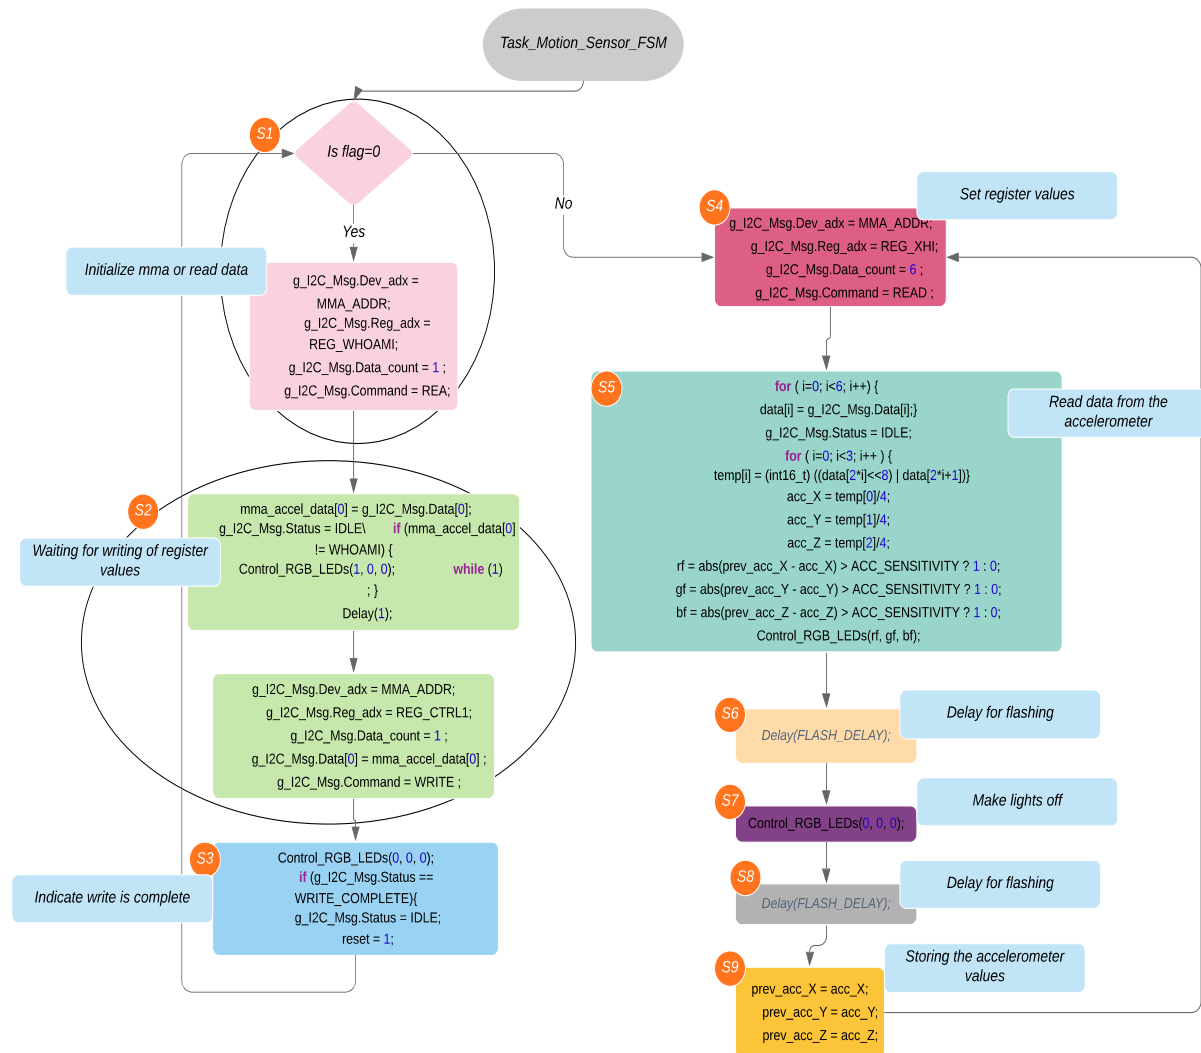 Task_Motion_Sensor_FSM
S1
Is flag=0
Yes
No
Initialize mma or read data
g_I2C_Msg.Dev_adx =
MMA_ADDR;
g_I2C_Msg.Reg_adx =
REG_WHOAMI;
g_I2C_Msg.Data_count = 1 ;
g_I2C_Msg.Command = REA;
S2
Waiting for writing of register
values
mma_accel_data[0] = g_I2C_Msg.Data[0];
g_I2C_Msg.Status = IDLE\ if (mma_accel_data[0]
!= WHOAMI) {
Control_RGB_LEDs(1, 0, 0); while (1)
; }
Delay(1);
g_I2C_Msg.Dev_adx = MMA_ADDR;
g_I2C_Msg.Reg_adx = REG_CTRL1;
g_I2C_Msg.Data_count = 1 ;
g_I2C_Msg.Data[0] = mma_accel_data[0] ;
g_I2C_Msg.Command = WRITE ;
S3
Indicate write is complete
Control_RGB_LEDs(0, 0, 0);
if (g_I2C_Msg.Status ==
WRITE_COMPLETE){
g_I2C_Msg.Status = IDLE;
reset = 1;
S4
Set register values
g_I2C_Msg.Dev_adx = MMA_ADDR;
g_I2C_Msg.Reg_adx = REG_XHI;
g_I2C_Msg.Data_count = 6 ;
g_I2C_Msg.Command = READ ;
S5
Read data from the
accelerometer
for ( i=0; i<6; i++) {
data[i] = g_I2C_Msg.Data[i];}
g_I2C_Msg.Status = IDLE;
for ( i=0; i<3; i++ ) {
temp[i] = (int16_t) ((data[2*i]<<8) | data[2*i+1])}
acc_X = temp[0]/4;
acc_Y = temp[1]/4;
acc_Z = temp[2]/4;
rf = abs(prev_acc_X - acc_X) > ACC_SENSITIVITY ? 1 : 0;
gf = abs(prev_acc_Y - acc_Y) > ACC_SENSITIVITY ? 1 : 0;
bf = abs(prev_acc_Z - acc_Z) > ACC_SENSITIVITY ? 1 : 0;
Control_RGB_LEDs(rf, gf, bf);
S6
Delay for flashing
Delay(FLASH_DELAY);
S7
Make lights off
Control_RGB_LEDs(0, 0, 0);
S8
Delay for flashing
Delay(FLASH_DELAY);
S9
Storing the accelerometer
values
prev_acc_X = acc_X;
prev_acc_Y = acc_Y;
prev_acc_Z = acc_Z;